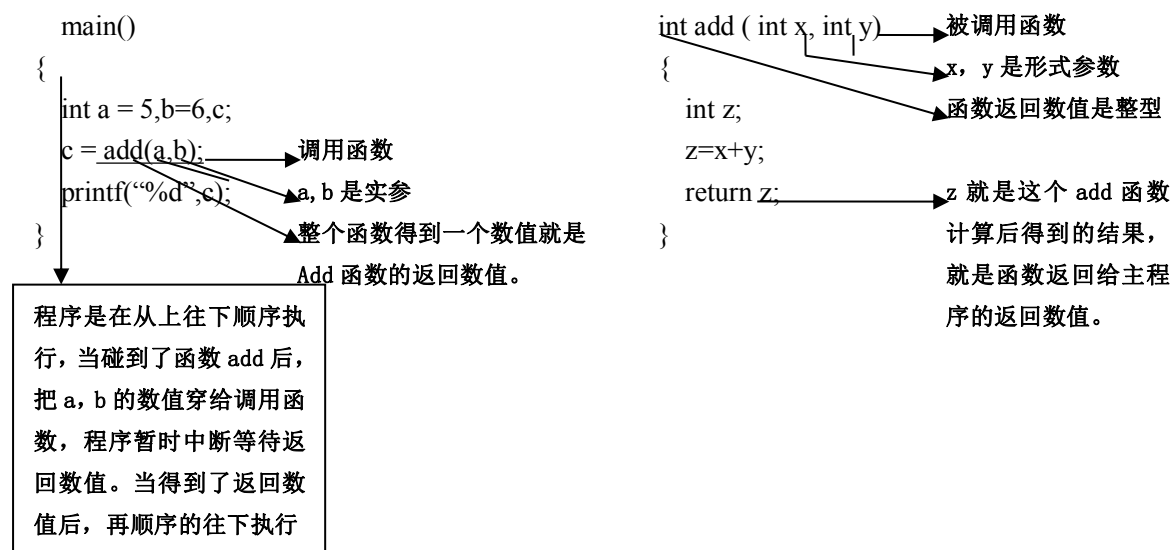 main()
{
int a = 5,b=6,c;
c = add(a,b);
printf(“%d”,c);
}
调用函数
a,b 是实参
整个函数得到一个数值就是
Add 函数的返回数值。
程序是在从上往下顺序执
行，当碰到了函数 add 后，
把 a，b 的数值穿给调用函
数，程序暂时中断等待返
回数值。当得到了返回数
值后，再顺序的往下执行
int add ( int x, int y)
{
int z;
z=x+y;
return z;
}
被调用函数
x，y 是形式参数
函数返回数值是整型
z 就是这个 add 函数
计算后得到的结果，
就是函数返回给主程
序的返回数值。